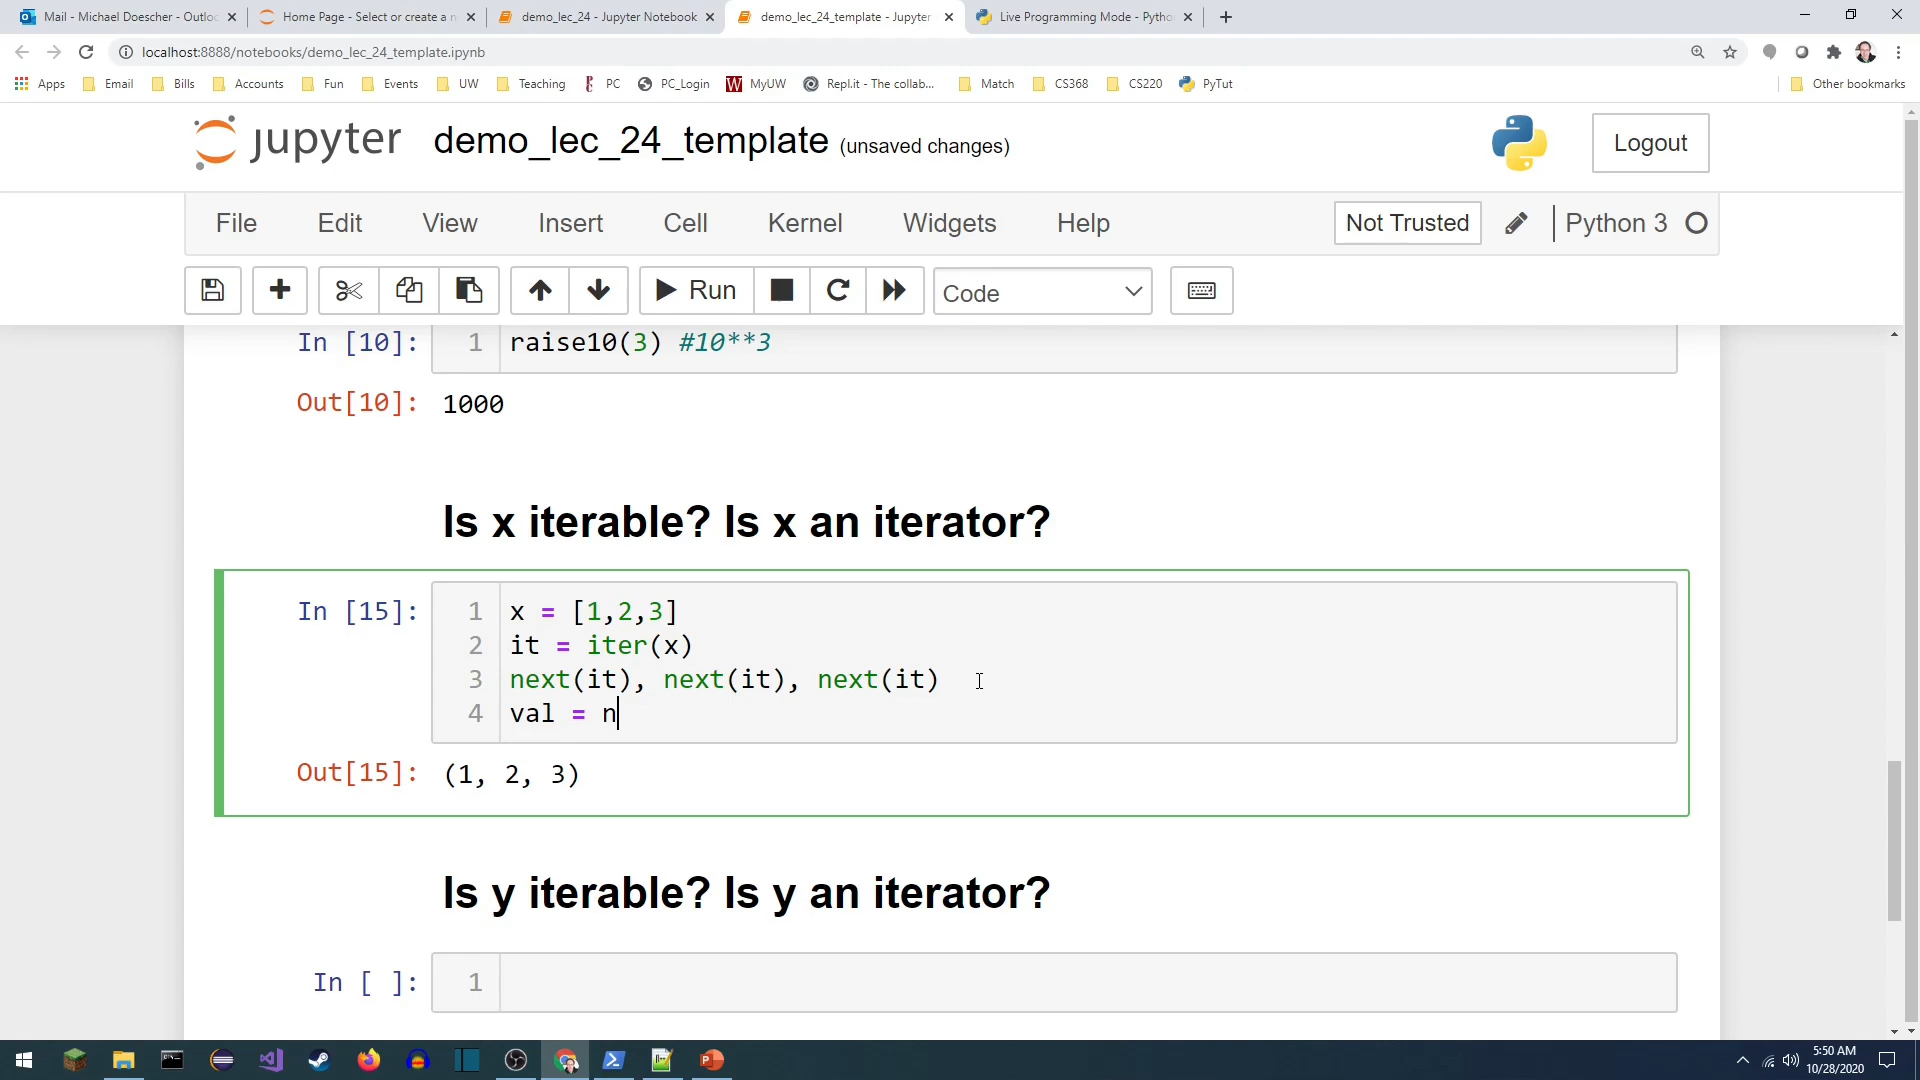 Mail - Michael Doescher - Outloo
Home Page - Select or create a n
demo_lec_24 - Jupyter Notebook
demo_lec_24_template - Jupyter
Live Programming Mode - Pytho
localhost:8888/notebooks/demo_lec_24_template.ipynb
Apps Email Bills Accounts Fun Events UW Teaching PC PC_Login MyUW Repl.it - The collab... Match CS368 CS220 PyTut Other bookmarks
jupyter demo_lec_24_template (unsaved changes) Logout
File Edit View Insert Cell Kernel Widgets Help Not Trusted Python 3
Run Code
In [10]: 1 raise10(3) #10**3
Out[10]: 1000
Is x iterable? Is x an iterator?
In [15]: 1 x = [1,2,3]
2 it = iter(x)
3 next(it), next(it), next(it)
4 val = n
Out[15]: (1, 2, 3)
Is y iterable? Is y an iterator?
In [ ]: 1
5:50 AM
10/28/2020